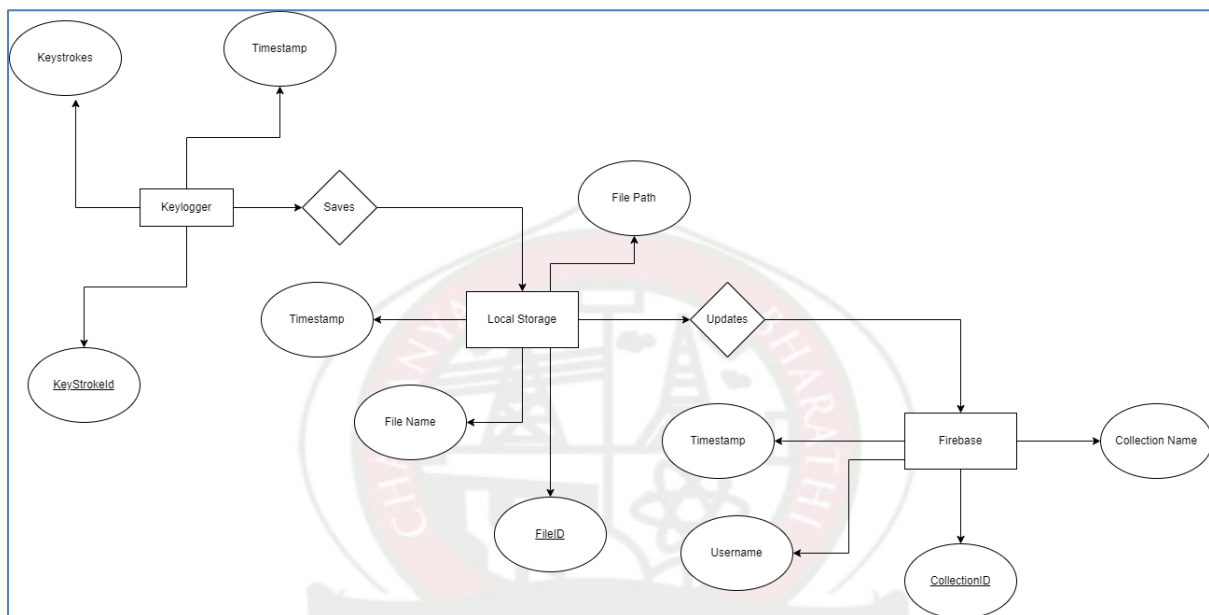 Keystrokes
Timestamp
Keylogger
Saves
File Path
Timestamp
Local Storage
Updates
KeyStrokeId
File Name
Timestamp
Firebase
Collection Name
FileID
Username
CollectionID
BHARATHI